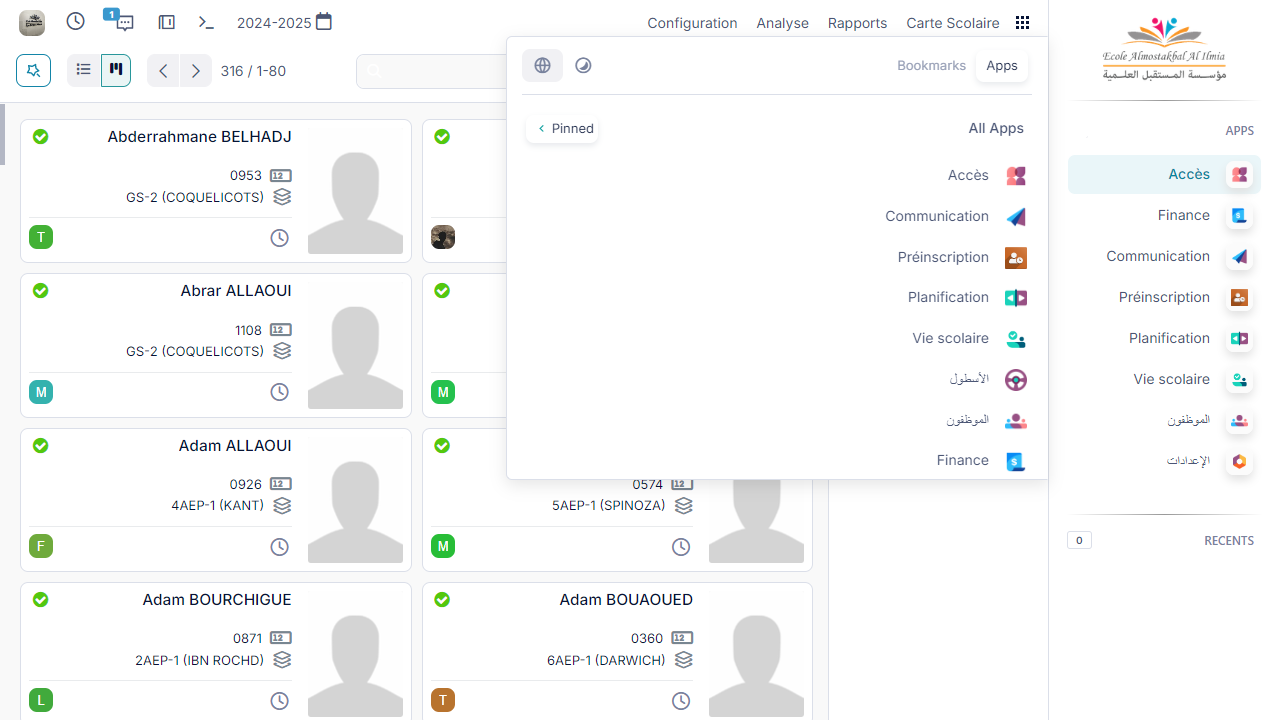 1
2024-2025
Configuration
Analyse
Rapports
Carte Scolaire
316 / 1-80
Bookmarks
Apps
Pinned
All Apps
Accès
Communication
Préinscription
Planification
Vie scolaire
الأسطول
الموظفون
Finance
Ecole Almostakbal Al Ilmia
مؤسسة المستقبل العلمية
APPS
Accès
Finance
Communication
Préinscription
Planification
Vie scolaire
الموظفون
الإعدادات
0
RECENTS
Abderrahmane BELHADJ
0953
GS-2 (COQUELICOTS)
T
Abrar ALLAOUI
1108
GS-2 (COQUELICOTS)
M
M
Adam ALLAOUI
0926
4AEP-1 (KANT)
F
0574
5AEP-1 (SPINOZA)
M
Adam BOURCHIGUE
0871
2AEP-1 (IBN ROCHD)
L
Adam BOUAOUED
0360
6AEP-1 (DARWICH)
T